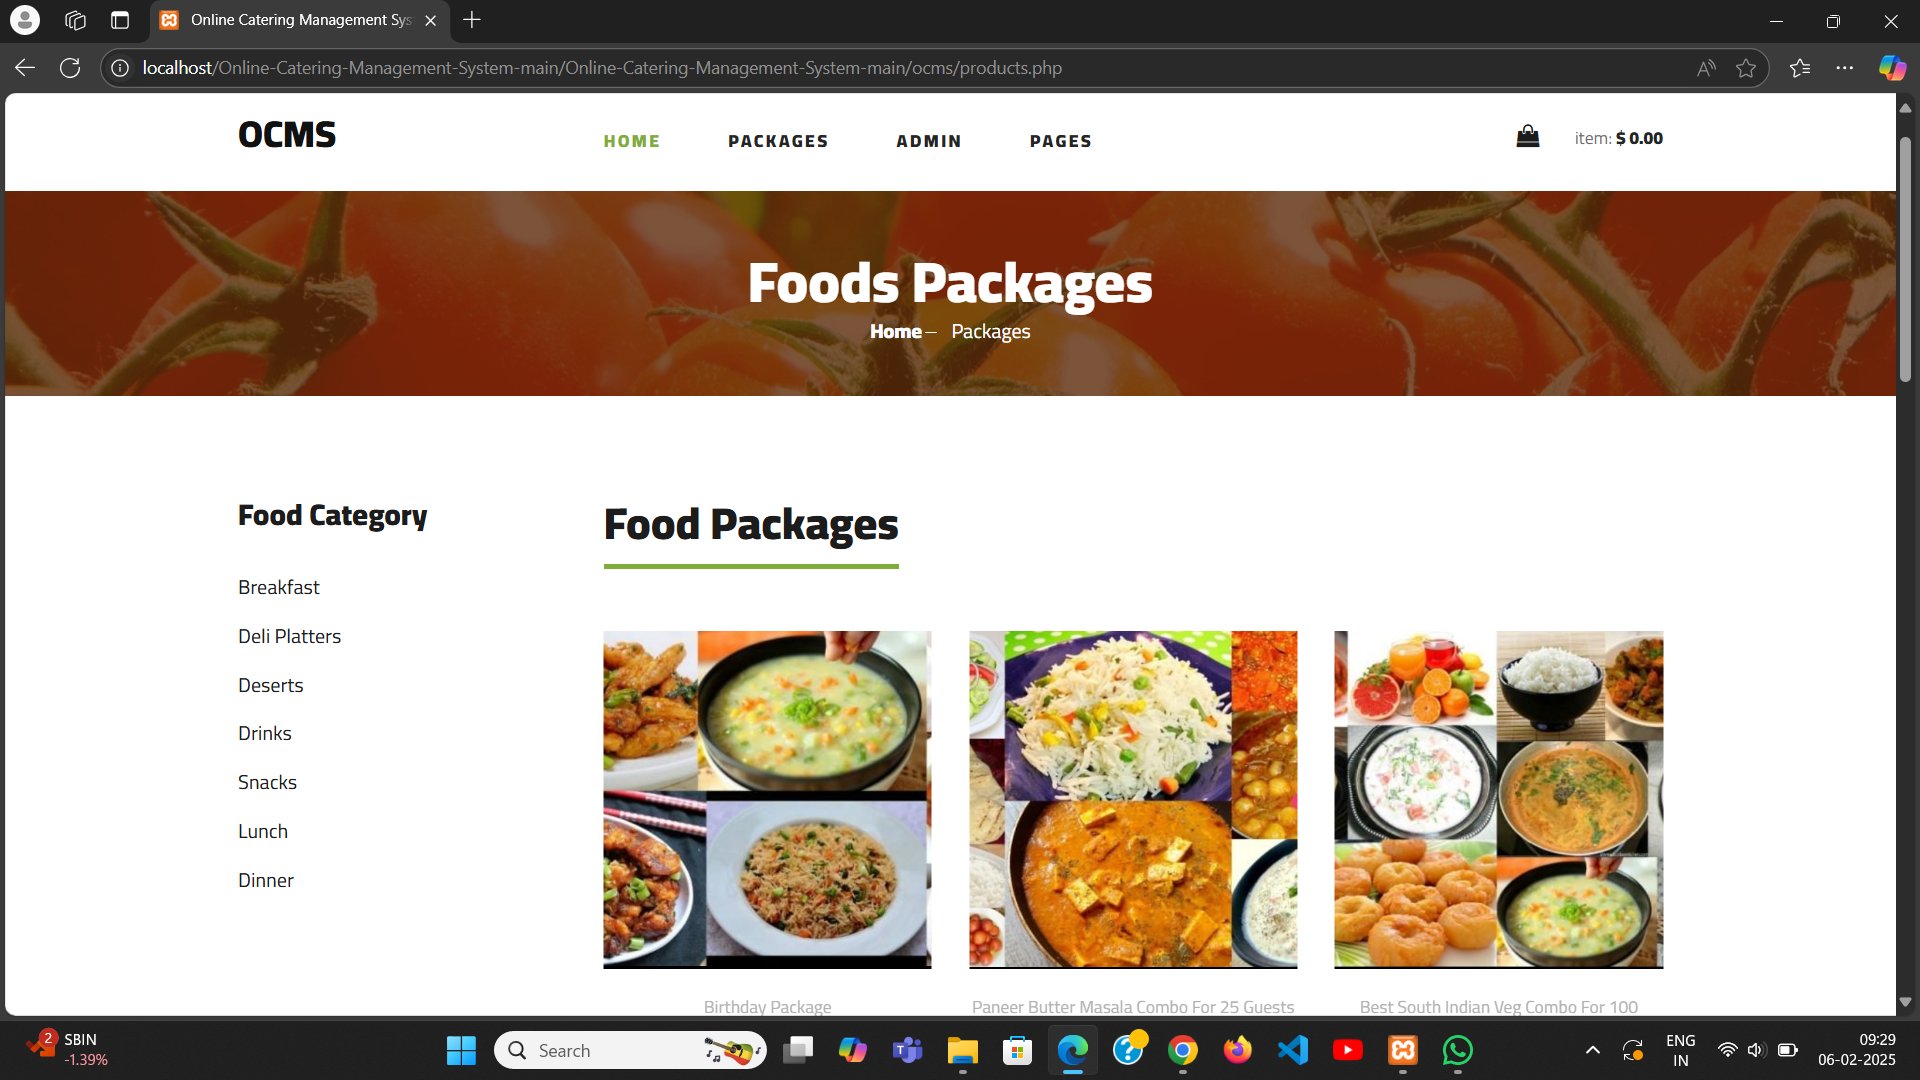 Online Catering Management Sys
localhost/Online-Catering-Management-System-main/Online-Catering-Management-System-main/ocms/products.php
OCMS
HOME
PACKAGES
ADMIN
PAGES
item: $ 0.00
Foods Packages
Home — Packages
Food Category
Breakfast
Deli Platters
Deserts
Drinks
Snacks
Lunch
Dinner
Food Packages
Birthday Package
Paneer Butter Masala Combo For 25 Guests
Best South Indian Veg Combo For 100
2
SBIN
-1.39%
Search
ENG
IN
09:29
06-02-2025